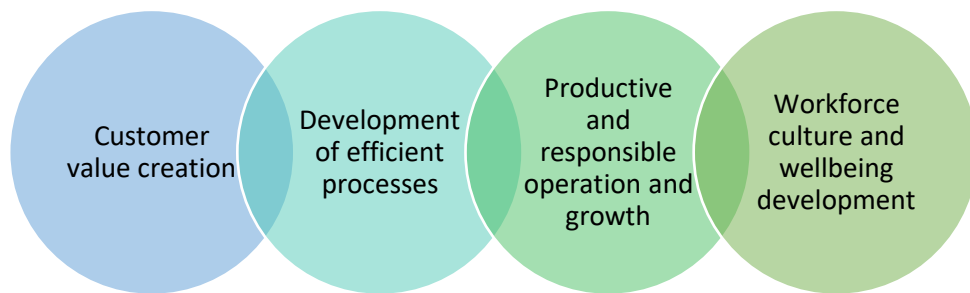 Customer
value creation
Development
of efficient
processes
Productive
and
responsible
operation and
growth
Workforce
culture and
wellbeing
development